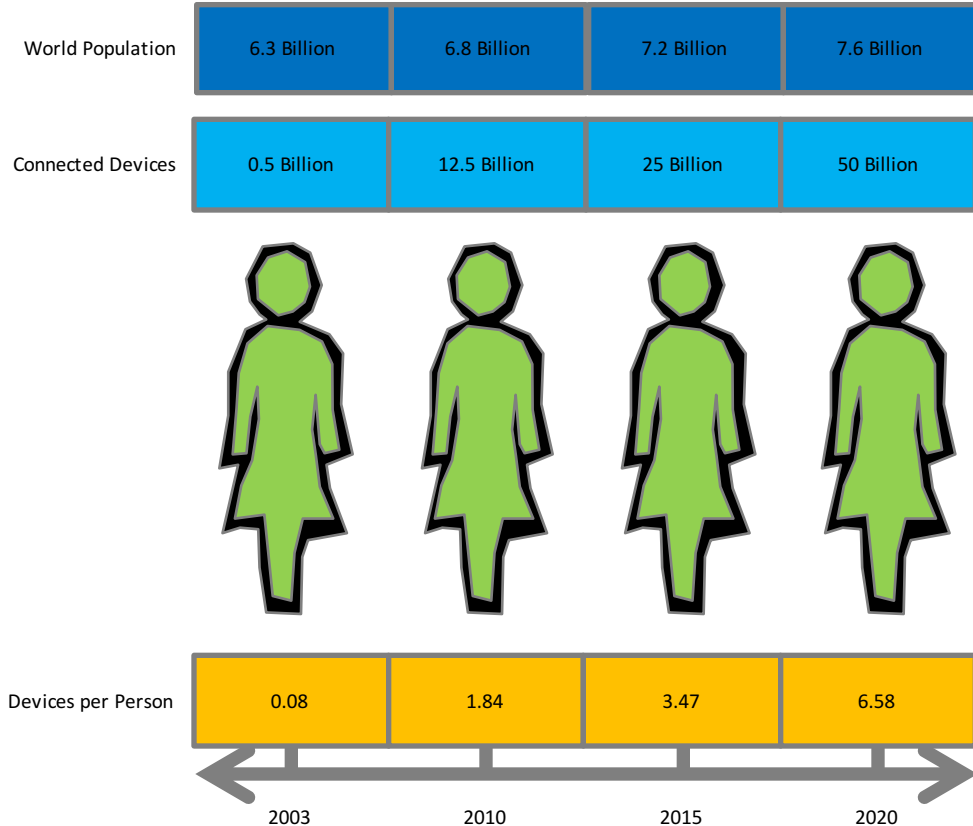 World Population 6.3 Billion 6.8 Billion 7.2 Billion 7.6 Billion
Connected Devices 0.5 Billion 12.5 Billion 25 Billion 50 Billion
Devices per Person 0.08 1.84 3.47 6.58
2003 2010 2015 2020